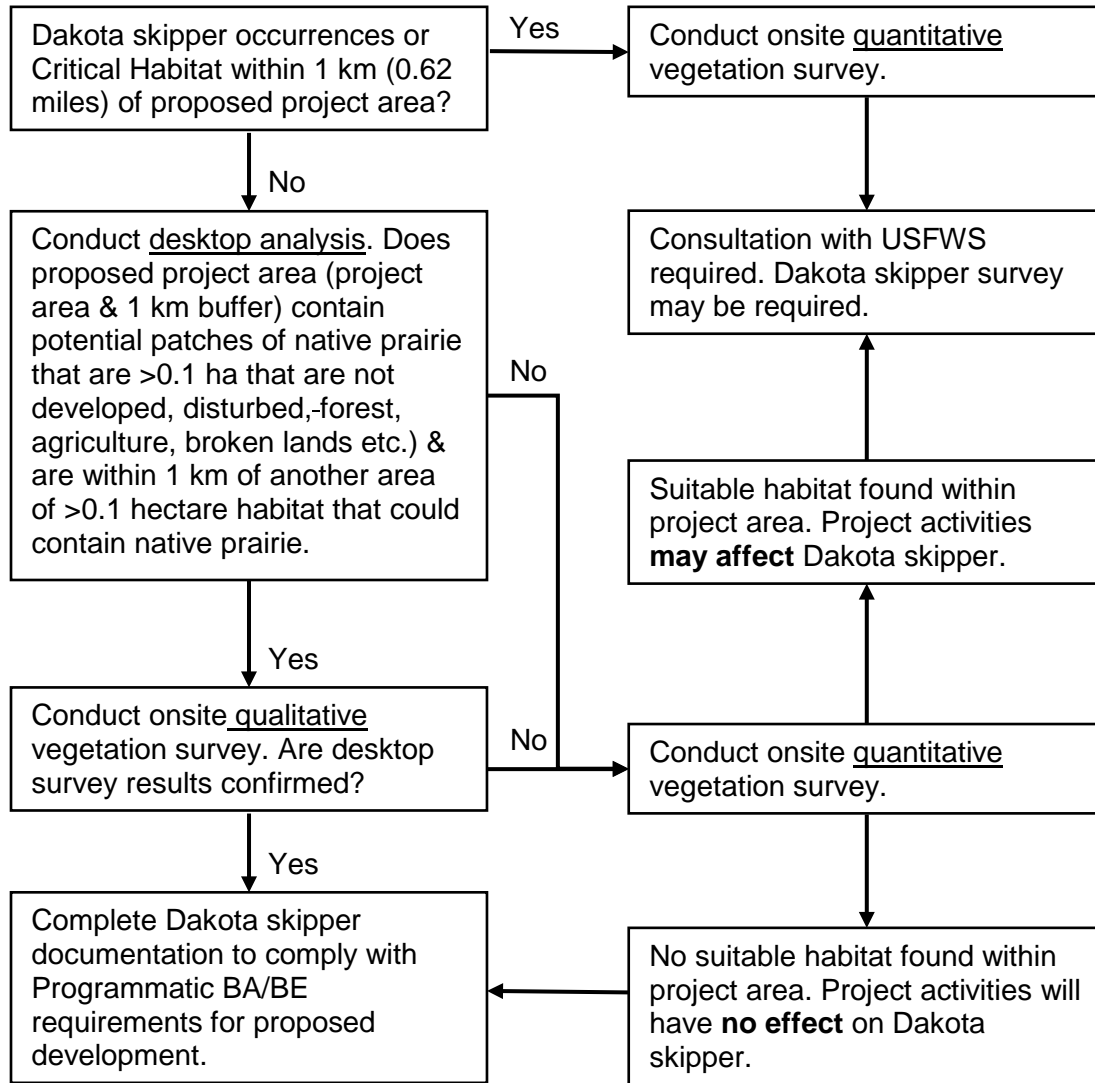 Dakota skipper occurrences or
Critical Habitat within 1 km (0.62
miles) of proposed project area?
Yes
Conduct onsite quantitative
vegetation survey.
No
Conduct desktop analysis. Does
proposed project area (project
area & 1 km buffer) contain
potential patches of native prairie
that are >0.1 ha that are not
developed, disturbed,-forest,
agriculture, broken lands etc.) &
are within 1 km of another area
of >0.1 hectare habitat that could
contain native prairie.
No
Consultation with USFWS
required. Dakota skipper survey
may be required.
Suitable habitat found within
project area. Project activities
may affect Dakota skipper.
Yes
Conduct onsite qualitative
vegetation survey. Are desktop
survey results confirmed?
No
Conduct onsite quantitative
vegetation survey.
Yes
Complete Dakota skipper
documentation to comply with
Programmatic BA/BE
requirements for proposed
development.
No suitable habitat found within
project area. Project activities will
have no effect on Dakota
skipper.